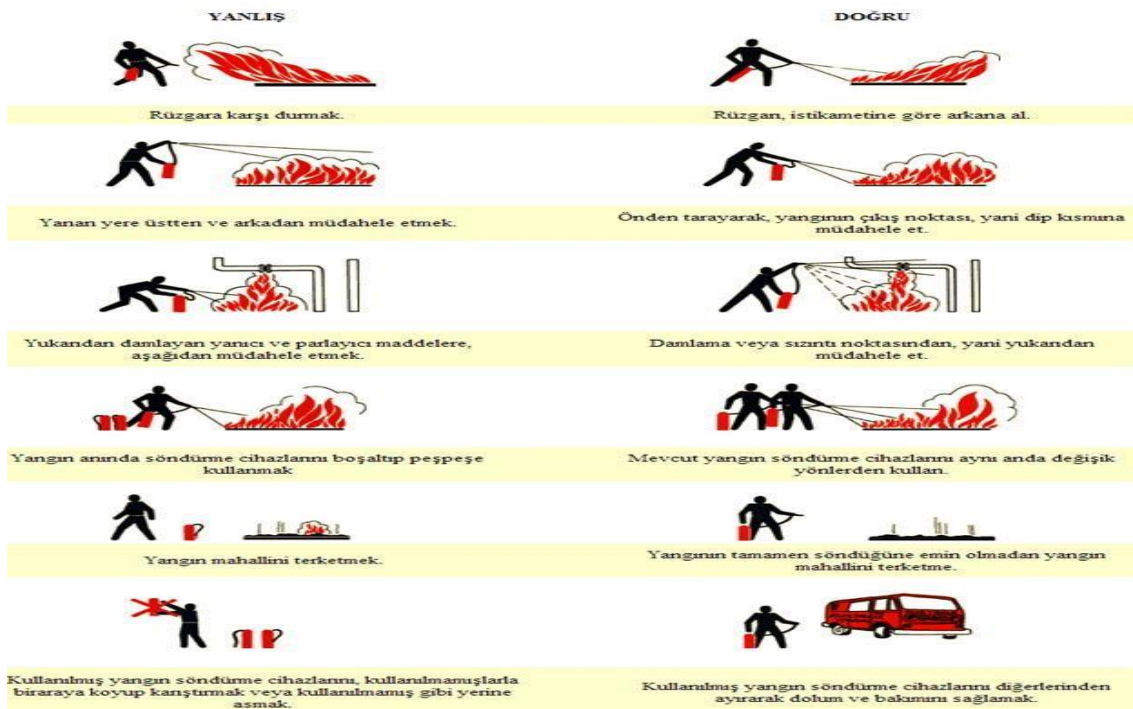 YANLIŞ
DOĞRU
Rüzgara karşı durmak.
Rüzgarı, istikametine göre arkana al.
Yanan yere üstten ve arkadan müdahele etmek.
Önden tarayarak, yangının çıkış noktası, yani dip kısmına
müdahele et.
Yukarıdan damlayan yanıcı ve parlayıcı maddelere,
aşağıdan müdahele etmek.
Damlama veya sızıntı noktasından, yani yukarıdan
müdahele et.
Yangın anında söndürme cihazlarını boşaltıp peşpeşe
kullanmak
Mevcut yangın söndürme cihazlarını aynı anda değişik
yönlerden kullan.
Yangın mahallini terketmek.
Yangının tamamen söndüğüne emin olmadan yangın
mahallini terketme.
Kullanılmış yangın söndürme cihazlarını, kullanılmamışlarla
biraraya koyup karıştırmak veya kullanılmamış gibi yerine
asmak.
Kullanılmış yangın söndürme cihazlarını diğerlerinden
ayırarak dolum ve bakımını sağlamak.